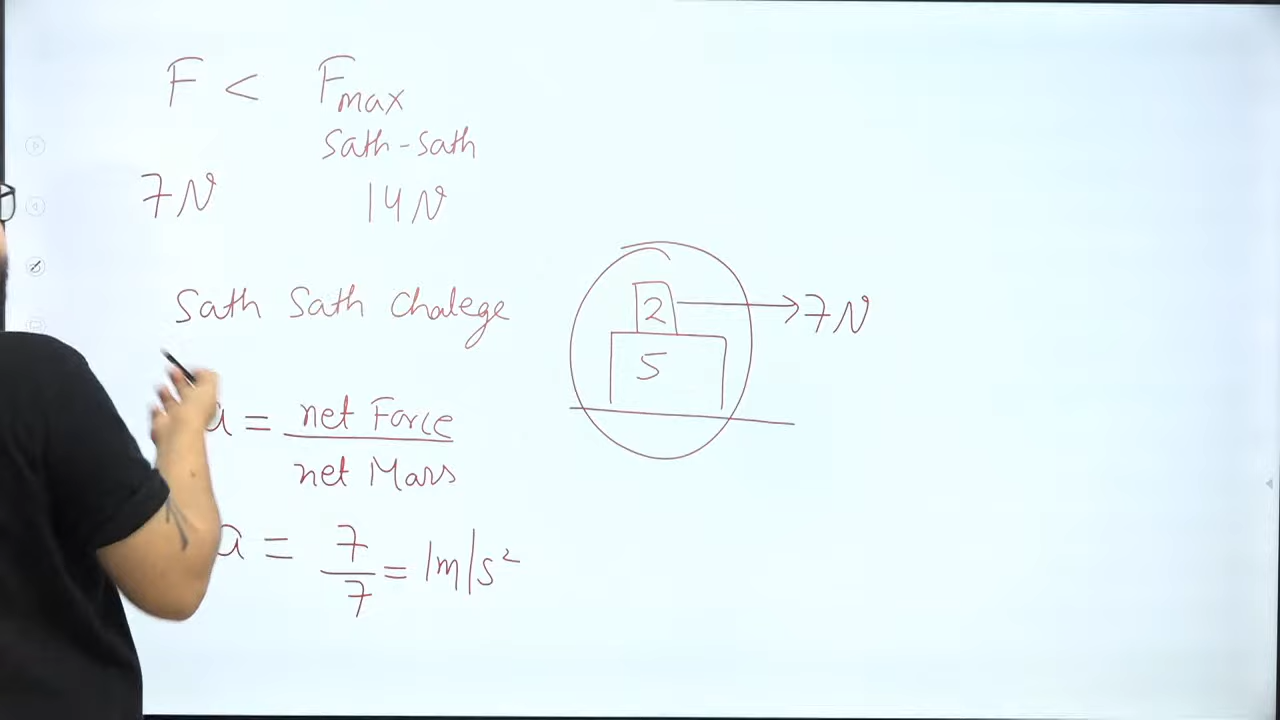 F < Fmax
Sath-sath
7N 14N
Sath Sath Chalege
a = net Force
net Mass
a = 7
7 = 1m/s²
2 → 7N
5